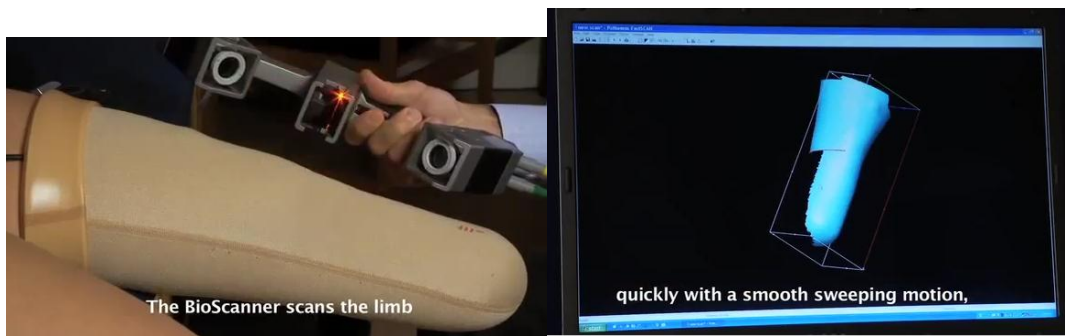 The BioScanner scans the limb
quickly with a smooth sweeping motion,